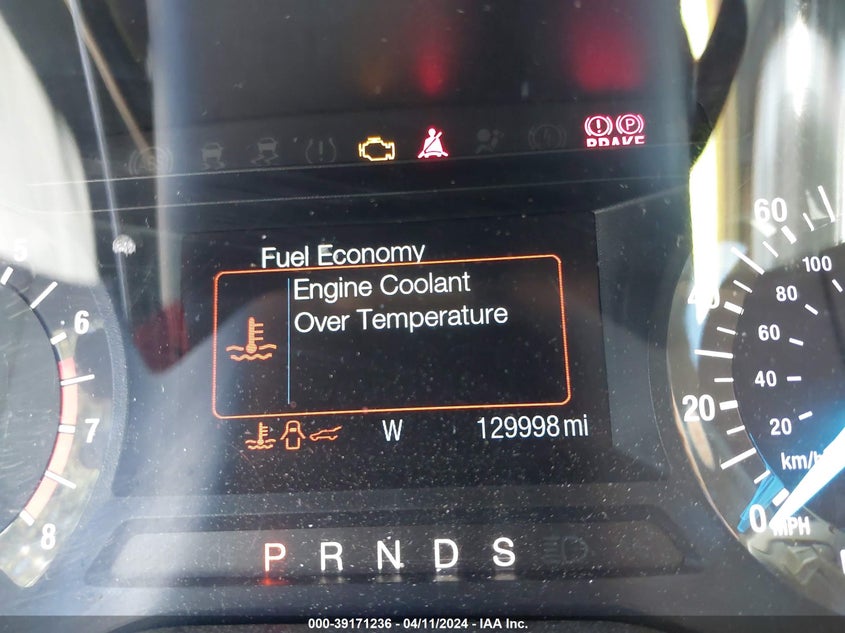 BRAKE
Fuel Economy
Engine Coolant
Over Temperature
W 129998 mi
5
6
7
8
60
40
20
0
MPH
100
80
60
40
20
km/h
P R N D S
000-39171236 - 04/11/2024 - IAA Inc.